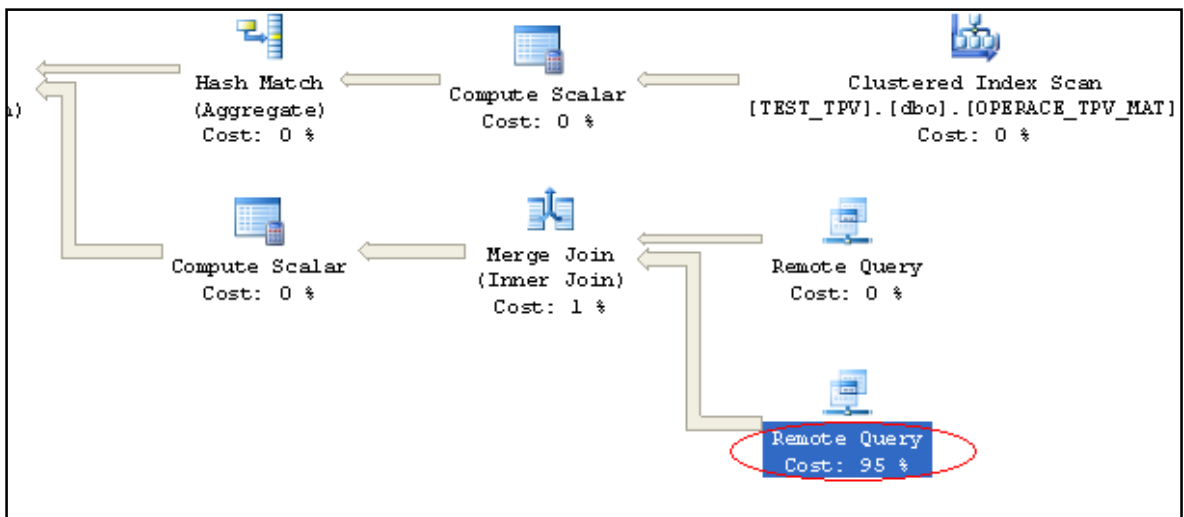 Hash Match
(Aggregate)
Cost: 0 %
Compute Scalar
Cost: 0 %
Clustered Index Scan
[TEST_TPV].[dbo].[OPERACE_TPV_MAT]
Cost: 0 %
)
Compute Scalar
Cost: 0 %
Merge Join
(Inner Join)
Cost: 1 %
Remote Query
Cost: 0 %
Remote Query
Cost: 95 %